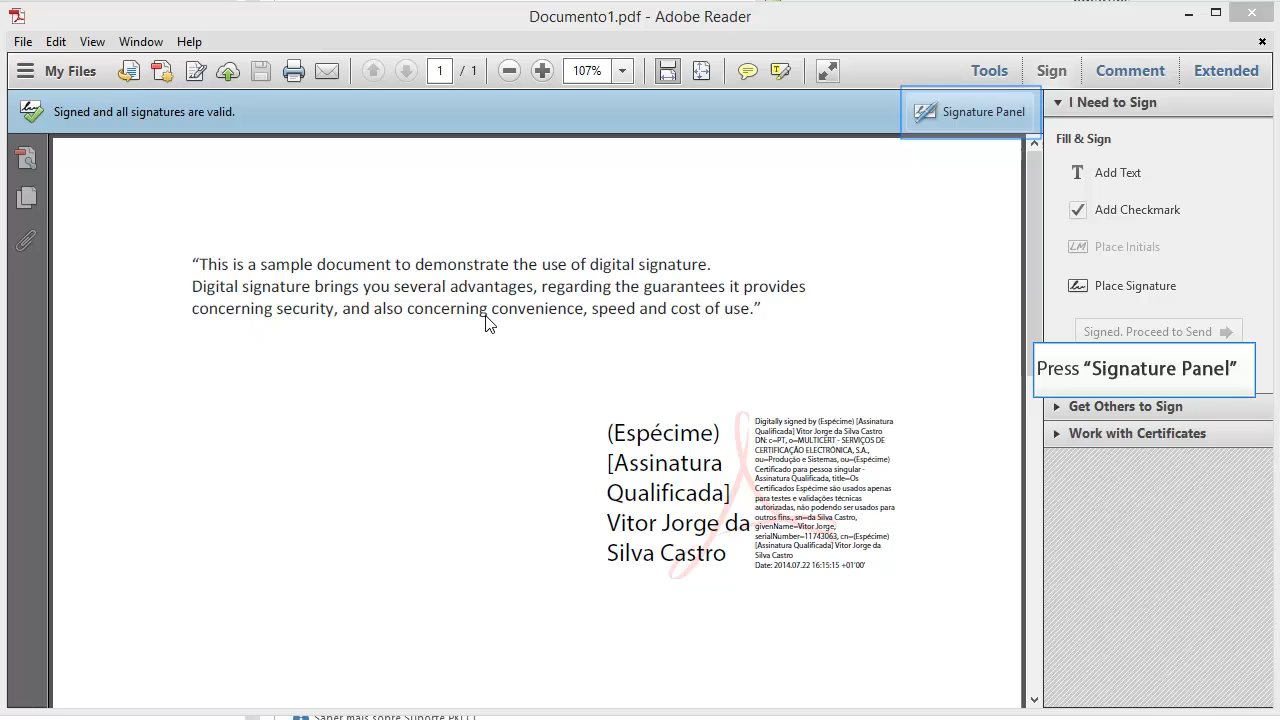 Documento1.pdf - Adobe Reader
File Edit View Window Help
My Files 1 / 1 107% Tools Sign Comment Extended
Signed and all signatures are valid.
Signature Panel
I Need to Sign
Fill & Sign
Add Text
Add Checkmark
Place Initials
Place Signature
Signed. Proceed to Send
Press “Signature Panel”
Get Others to Sign
Work with Certificates
“This is a sample document to demonstrate the use of digital signature.
Digital signature brings you several advantages, regarding the guarantees it provides
concerning security, and also concerning convenience, speed and cost of use.”
(Espécime)
[Assinatura
Qualificada]
Vitor Jorge da
Silva Castro
Digitally signed by (Espécime) [Assinatura
Qualificada] Vitor Jorge da Silva Castro
DN: c=PT, o=MULTICERT - SERVIÇOS DE
CERTIFICAÇÃO ELECTRÓNICA, S.A.,
ou=Produção e Sistemas, ou=(Espécime)
Certificado para pessoa singular -
Assinatura Qualificada, title=Os
Certificados Espécime são usados apenas
para testes e validações técnicas
autorizadas, não podendo ser usados para
outros fins., sn=da Silva Castro,
givenName=Vitor Jorge,
serialNumber=11743063, cn=(Espécime)
[Assinatura Qualificada] Vitor Jorge da
Silva Castro
Date: 2014.07.22 16:15:15 +01'00'
Saber mais sobre Suporte